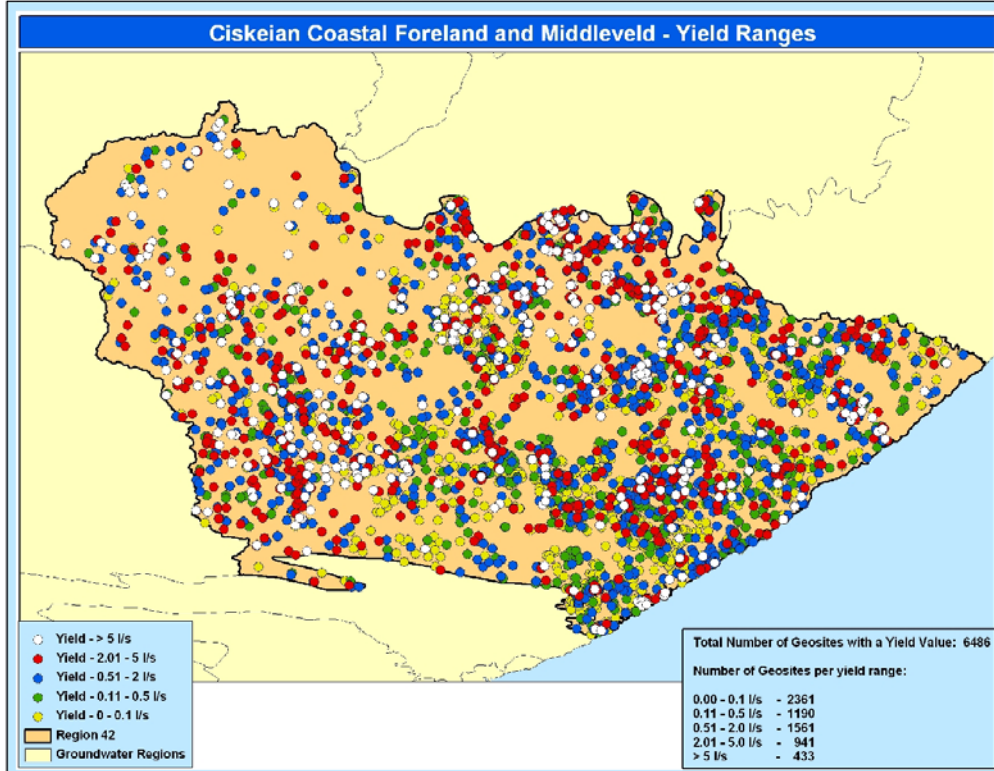 Ciskeian Coastal Foreland and Middleveld - Yield Ranges
Yield - > 5 l/s
Yield - 2.01 - 5 l/s
Yield - 0.51 - 2 l/s
Yield - 0.11 - 0.5 l/s
Yield - 0 - 0.1 l/s
Region 42
Groundwater Regions
Total Number of Geosites with a Yield Value: 6486
Number of Geosites per yield range:
0.00 - 0.1 l/s - 2361
0.11 - 0.5 l/s - 1190
0.51 - 2.0 l/s - 1561
2.01 - 5.0 l/s - 941
> 5 l/s - 433